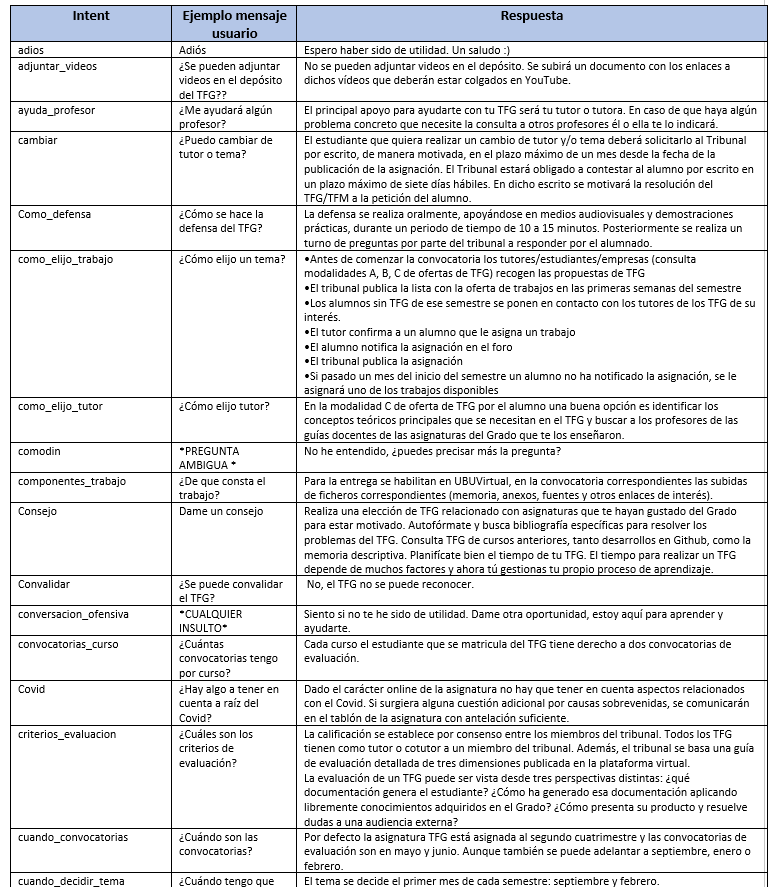 Intent
Ejemplo mensaje
usuario
Respuesta
adios
Adiós
Espero haber sido de utilidad. Un saludo :)
adjuntar_videos
¿Se pueden adjuntar
videos en el depósito
del TFG??
No se pueden adjuntar videos en el depósito. Se subirá un documento con los enlaces a
dichos vídeos que deberán estar colgados en YouTube.
ayuda_profesor
¿Me ayudará algún
profesor?
El principal apoyo para ayudarte con tu TFG será tu tutor o tutora. En caso de que haya algún
problema concreto que necesite la consulta a otros profesores él o ella te lo indicará.
cambiar
¿Puedo cambiar de
tutor o tema?
El estudiante que quiera realizar un cambio de tutor y/o tema deberá solicitarlo al Tribunal
por escrito, de manera motivada, en el plazo máximo de un mes desde la fecha de la
publicación de la asignación. El Tribunal estará obligado a contestar al alumno por escrito en
un plazo máximo de siete días hábiles. En dicho escrito se motivará la resolución del
TFG/TFM a la petición del alumno.
Como_defensa
¿Cómo se hace la
defensa del TFG?
La defensa se realiza oralmente, apoyándose en medios audiovisuales y demostraciones
prácticas, durante un periodo de tiempo de 10 a 15 minutos. Posteriormente se realiza un
turno de preguntas por parte del tribunal a responder por el alumnado.
como_elijo_trabajo
¿Cómo elijo un tema?
•Antes de comenzar la convocatoria los tutores/estudiantes/empresas (consulta
modalidades A, B, C de ofertas de TFG) recogen las propuestas de TFG
•El tribunal publica la lista con la oferta de trabajos en las primeras semanas del semestre
•Los alumnos sin TFG de ese semestre se ponen en contacto con los tutores de los TFG de su
interés.
•El tutor confirma a un alumno que le asigna un trabajo
•El alumno notifica la asignación en el foro
•El tribunal publica la asignación
•Si pasado un mes del inicio del semestre un alumno no ha notificado la asignación, se le
asignará uno de los trabajos disponibles
como_elijo_tutor
¿Cómo elijo tutor?
En la modalidad C de oferta de TFG por el alumno una buena opción es identificar los
conceptos teóricos principales que se necesitan en el TFG y buscar a los profesores de las
guías docentes de las asignaturas del Grado que te los enseñaron.
comodin
*PREGUNTA
AMBIGUA *
No he entendido, ¿puedes precisar más la pregunta?
componentes_trabajo
¿De que consta el
trabajo?
Para la entrega se habilitan en UBUVirtual, en la convocatoria correspondientes las subidas
de ficheros correspondientes (memoria, anexos, fuentes y otros enlaces de interés).
Consejo
Dame un consejo
Realiza una elección de TFG relacionado con asignaturas que te hayan gustado del Grado
para estar motivado. Autofórmate y busca bibliografía específicas para resolver los
problemas del TFG. Consulta TFG de cursos anteriores, tanto desarrollos en Github, como la
memoria descriptiva. Planifícate bien el tiempo de tu TFG. El tiempo para realizar un TFG
depende de muchos factores y ahora tú gestionas tu propio proceso de aprendizaje.
Convalidar
¿Se puede convalidar
el TFG?
No, el TFG no se puede reconocer.
conversacion_ofensiva
*CUALQUIER
INSULTO*
Siento si no te he sido de utilidad. Dame otra oportunidad, estoy aquí para aprender y
ayudarte.
convocatorias_curso
¿Cuántas
convocatorias tengo
por curso?
Cada curso el estudiante que se matricula del TFG tiene derecho a dos convocatorias de
evaluación.
Covid
¿Hay algo a tener en
cuenta a raíz del
Covid?
Dado el carácter online de la asignatura no hay que tener en cuenta aspectos relacionados
con el Covid. Si surgiera alguna cuestión adicional por causas sobrevenidas, se comunicarán
en el tablón de la asignatura con antelación suficiente.
criterios_evaluacion
¿Cuáles son los
criterios de
evaluación?
La calificación se establece por consenso entre los miembros del tribunal. Todos los TFG
tienen como tutor o cotutor a un miembro del tribunal. Además, el tribunal se basa una guía
de evaluación detallada de tres dimensiones publicada en la plataforma virtual.
La evaluación de un TFG puede ser vista desde tres perspectivas distintas: ¿qué
documentación genera el estudiante? ¿Cómo ha generado esa documentación aplicando
libremente conocimientos adquiridos en el Grado? ¿Cómo presenta su producto y resuelve
dudas a una audiencia externa?
cuando_convocatorias
¿Cuándo son las
convocatorias?
Por defecto la asignatura TFG está asignada al segundo cuatrimestre y las convocatorias de
evaluación son en mayo y junio. Aunque también se puede adelantar a septiembre, enero o
febrero.
cuando_decidir_tema
¿Cuándo tengo que
El tema se decide el primer mes de cada semestre: septiembre y febrero.